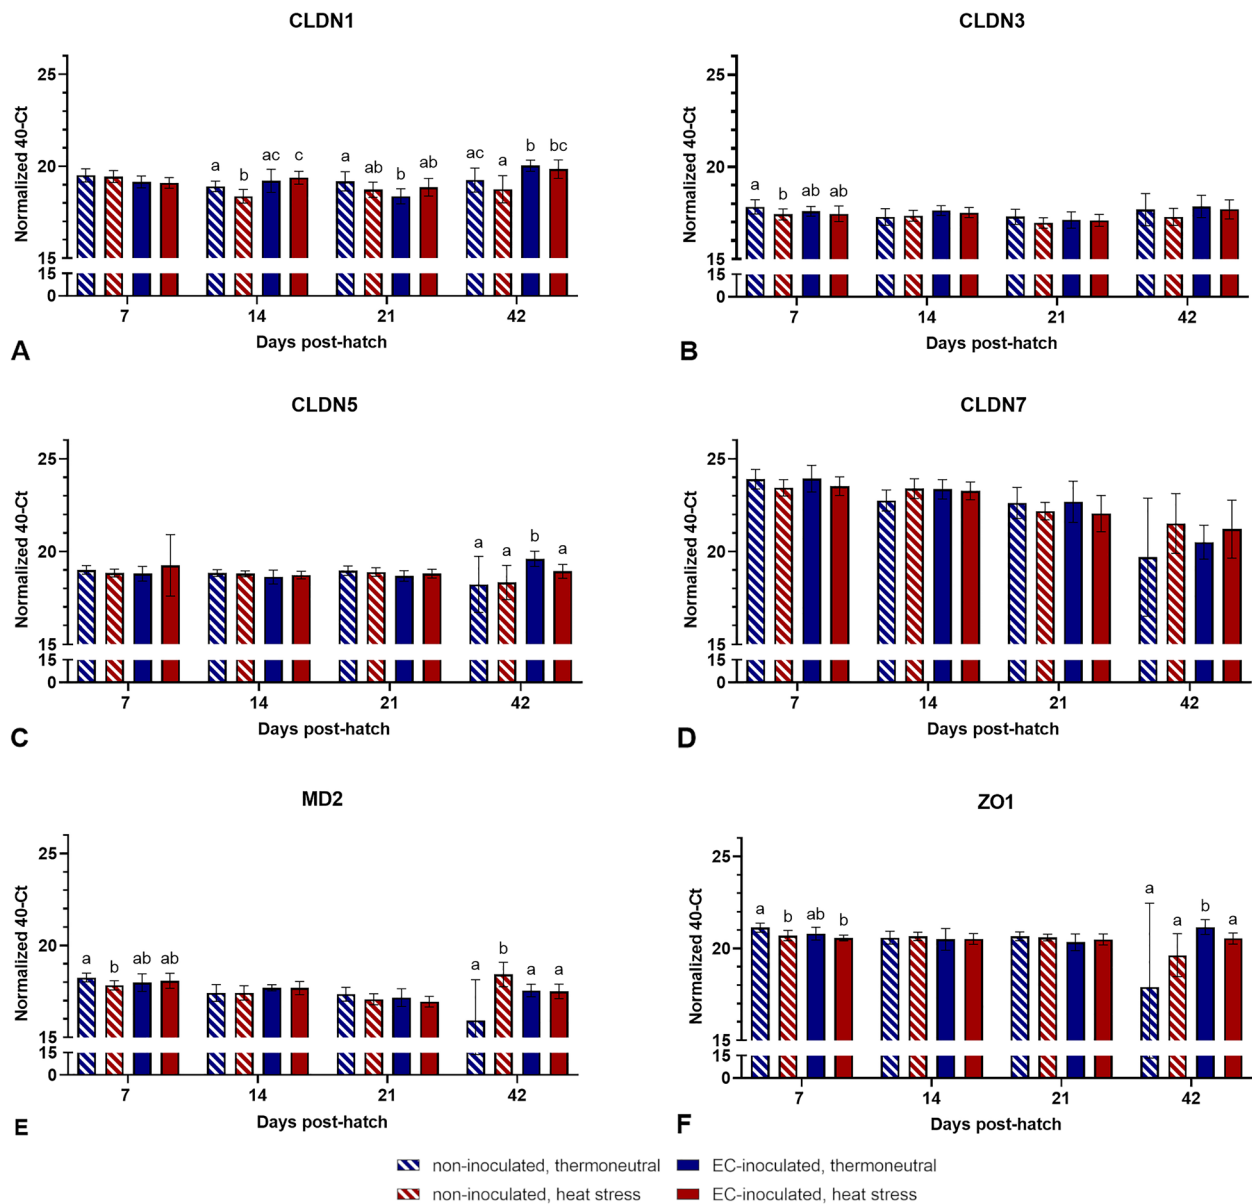 CLDN1
Normalized 40-Ct
25
20
15
15
0
a b ac c
a ab b ab
ac a b bc
7 14 21 42
Days post-hatch
A
CLDN3
Normalized 40-Ct
25
20
15
15
0
a b ab ab
7 14 21 42
Days post-hatch
B
CLDN5
Normalized 40-Ct
25
20
15
15
0
a a b a
7 14 21 42
Days post-hatch
C
CLDN7
Normalized 40-Ct
25
20
15
15
0
7 14 21 42
Days post-hatch
D
MD2
Normalized 40-Ct
25
20
15
15
0
a b ab ab
a b a a
7 14 21 42
Days post-hatch
E
ZO1
Normalized 40-Ct
25
20
15
15
0
a b ab b
a a b a
7 14 21 42
Days post-hatch
F
non-inoculated, thermoneutral
EC-inoculated, thermoneutral
non-inoculated, heat stress
EC-inoculated, heat stress